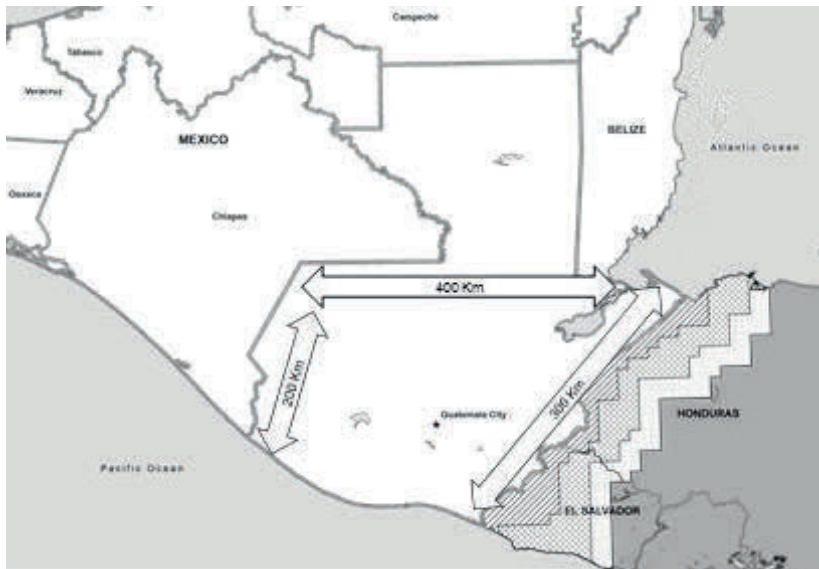 Campeche
Tabasco
Veracruz
MEXICO
BELIZE
Atlantic Ocean
Oaxaca
Chiapas
400 Km
200 Km
300 Km
Guatemala City
HONDURAS
Pacific Ocean
EL SALVADOR